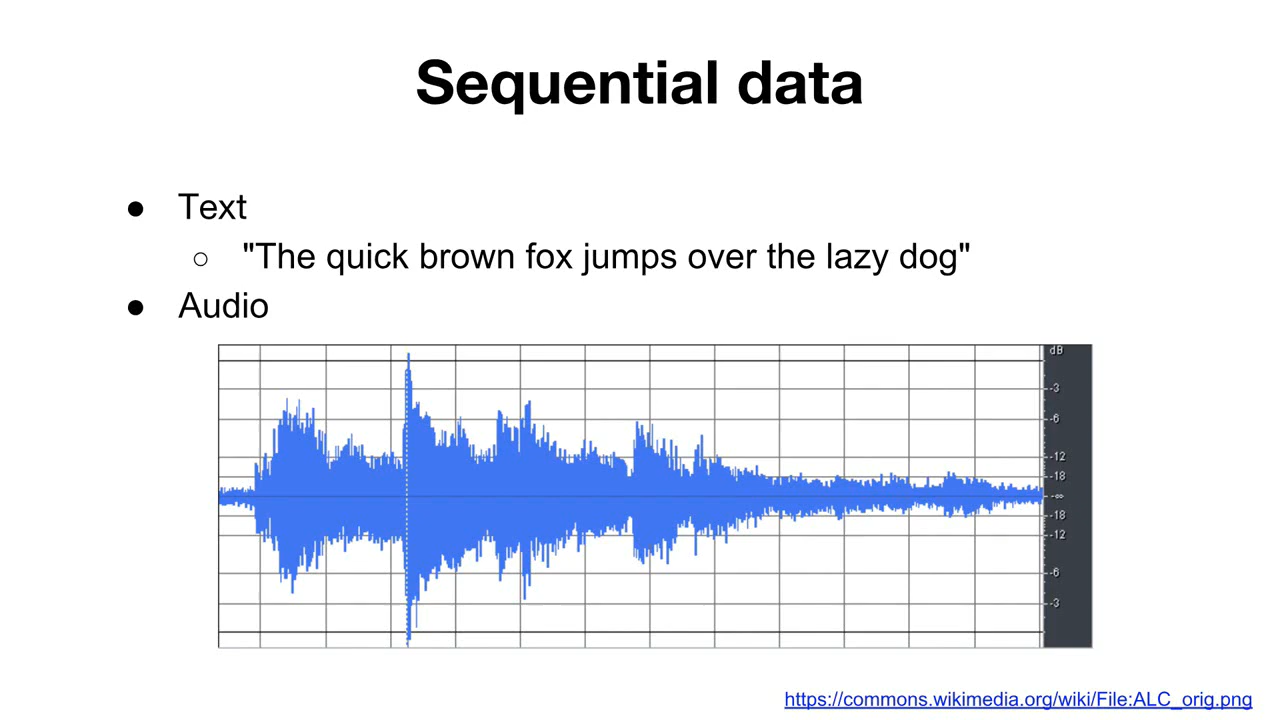 Sequential data
● Text
○ "The quick brown fox jumps over the lazy dog"
● Audio
dB
-3
-6
-12
-18
-∞
-18
-12
-6
-3
https://commons.wikimedia.org/wiki/File:ALC_orig.png